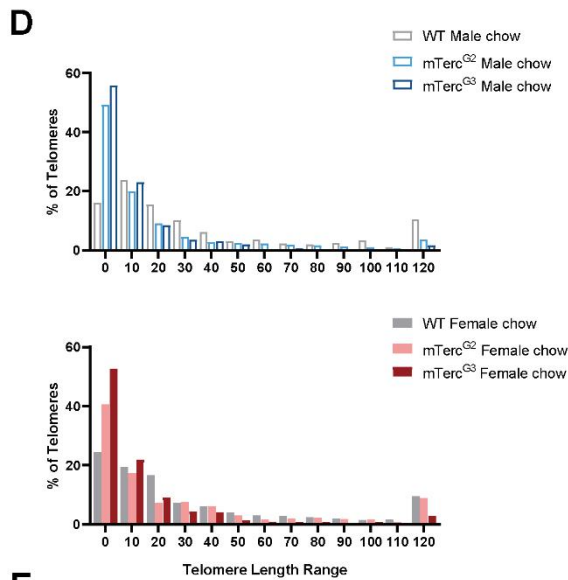 D
WT Male chow
mTerc^G2 Male chow
mTerc^G3 Male chow
60
40
20
0
% of Telomeres
0 10 20 30 40 50 60 70 80 90 100 110 120
WT Female chow
mTerc^G2 Female chow
mTerc^G3 Female chow
60
40
20
0
% of Telomeres
0 10 20 30 40 50 60 70 80 90 100 110 120
Telomere Length Range